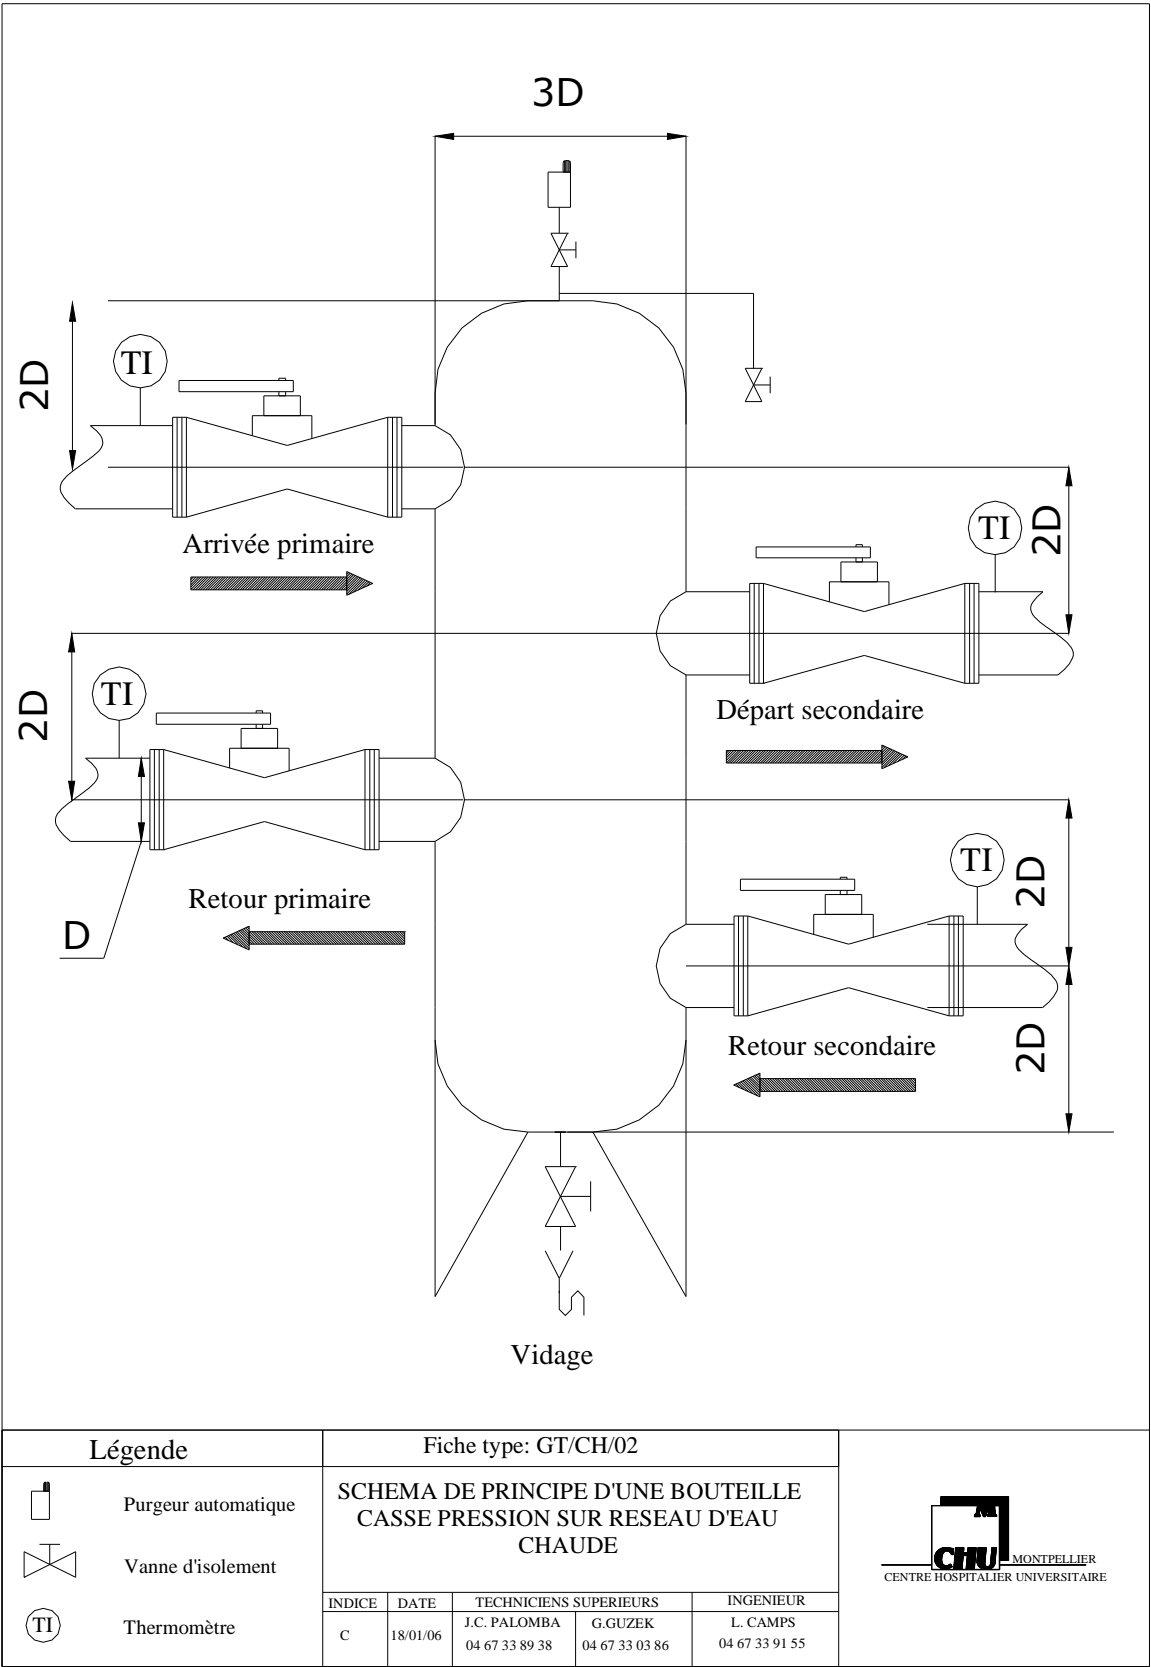 3D
2D
TI
Arrivée primaire
TI
2D
2D
TI
Départ secondaire
D
Retour primaire
TI
2D
Retour secondaire
2D
Vidage
Légende
Purgeur automatique
Vanne d'isolement
TI
Thermomètre
Fiche type: GT/CH/02
SCHEMA DE PRINCIPE D'UNE BOUTEILLE
CASSE PRESSION SUR RESEAU D'EAU
CHAUDE
INDICE DATE TECHNICIENS SUPERIEURS INGENIEUR
C 18/01/06 J.C. PALOMBA G.GUZEK L. CAMPS
04 67 33 89 38 04 67 33 03 86 04 67 33 91 55
CHU MONTPELLIER
CENTRE HOSPITALIER UNIVERSITAIRE